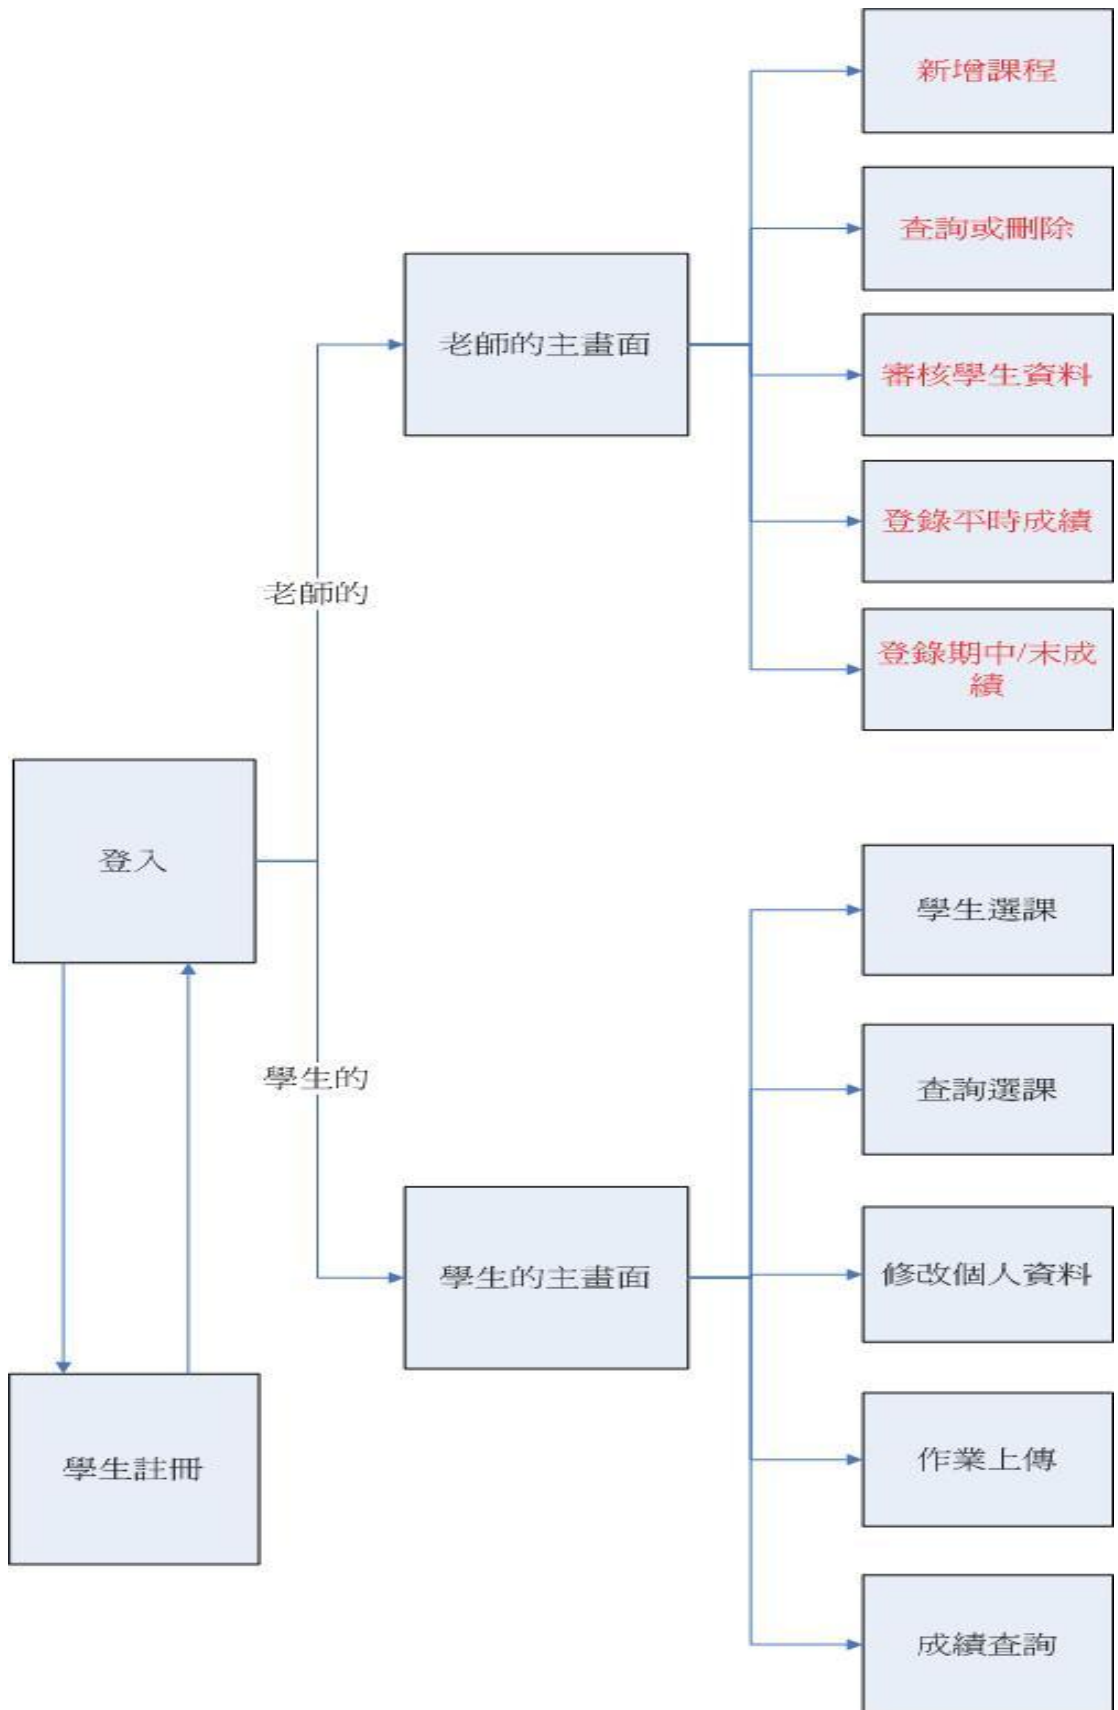 新增課程
查詢或刪除
老師的主畫面
審核學生資料
登錄平時成績
老師的
登錄期中/末成
績
登入
學生選課
學生的
查詢選課
學生的主畫面
修改個人資料
作業上傳
學生註冊
成績查詢